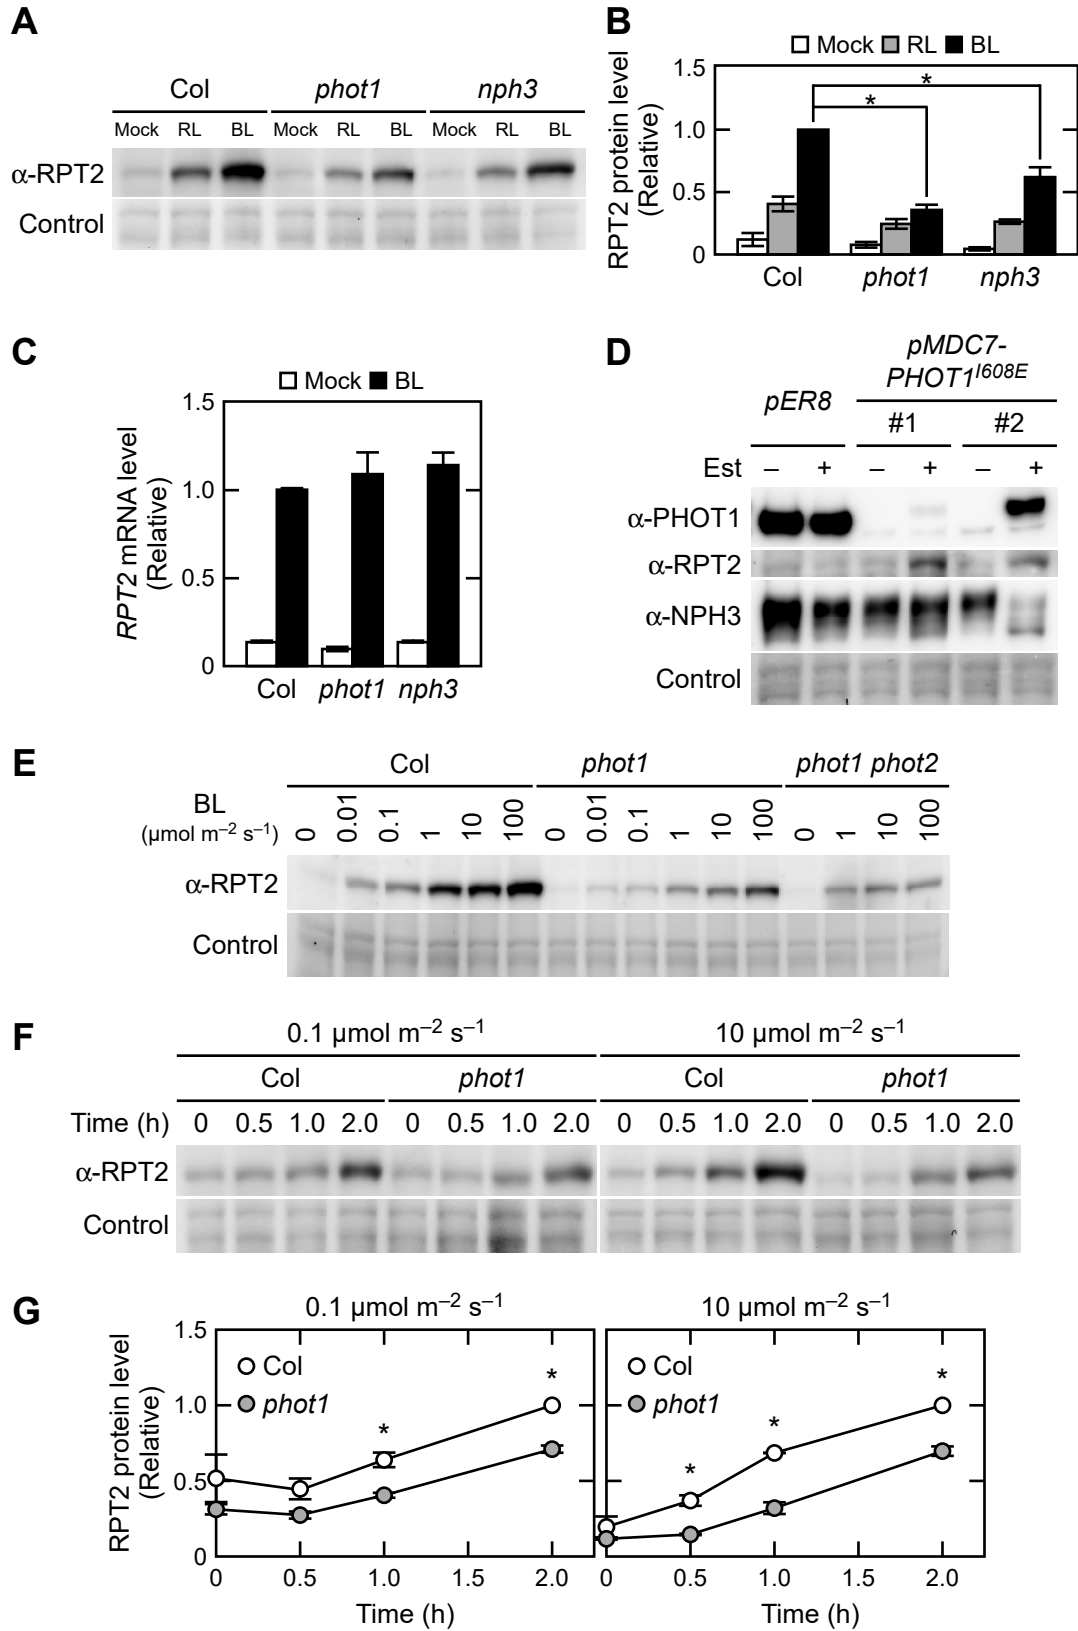 A
Col phot1 nph3
Mock RL BL Mock RL BL Mock RL BL
α-RPT2
Control
B
Mock RL BL
RPT2 protein level
(Relative)
1.5
1.0
0.5
0
* *
Col phot1 nph3
C
Mock BL
RPT2 mRNA level
(Relative)
1.5
1.0
0.5
0
Col phot1 nph3
D
pMDC7-
PHOT1^I608E
pER8
#1 #2
Est – + – + – +
α-PHOT1
α-RPT2
α-NPH3
Control
E
Col phot1 phot1 phot2
BL
(µmol m–2 s–1)
0 0.01 0.1 1 10 100 0 0.01 0.1 1 10 100 0 1 10 100
α-RPT2
Control
F
0.1 µmol m–2 s–1 10 µmol m–2 s–1
Col phot1 Col phot1
Time (h) 0 0.5 1.0 2.0 0 0.5 1.0 2.0 0 0.5 1.0 2.0 0 0.5 1.0 2.0
α-RPT2
Control
G
0.1 µmol m–2 s–1 10 µmol m–2 s–1
RPT2 protein level
(Relative)
1.5
1.0
0.5
0
Col
phot1
* *
Col
phot1
* * *
0 0.5 1.0 2.0 0 0.5 1.0 2.0
Time (h) Time (h)